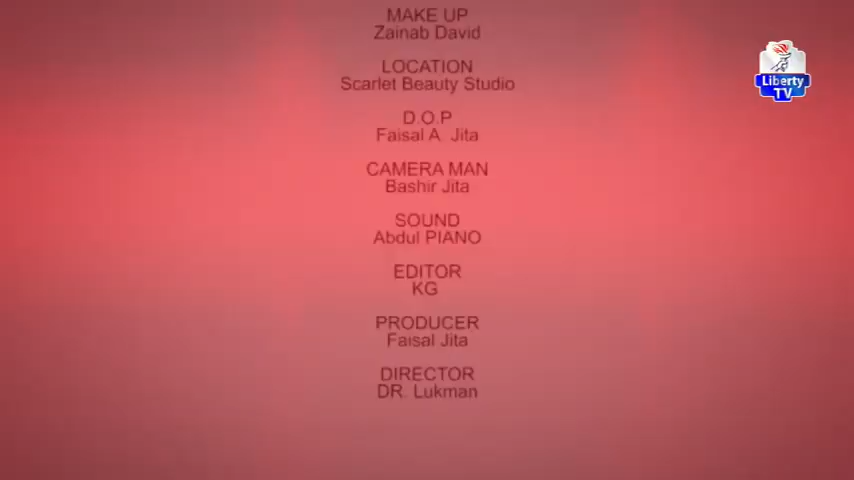 MAKE UP
Zainab David
LOCATION
Scarlet Beauty Studio
D.O.P
Faisal A. Jita
CAMERA MAN
Bashir Jita
SOUND
Abdul PIANO
EDITOR
KG
PRODUCER
Faisal Jita
DIRECTOR
DR. Lukman
Liberty
TV